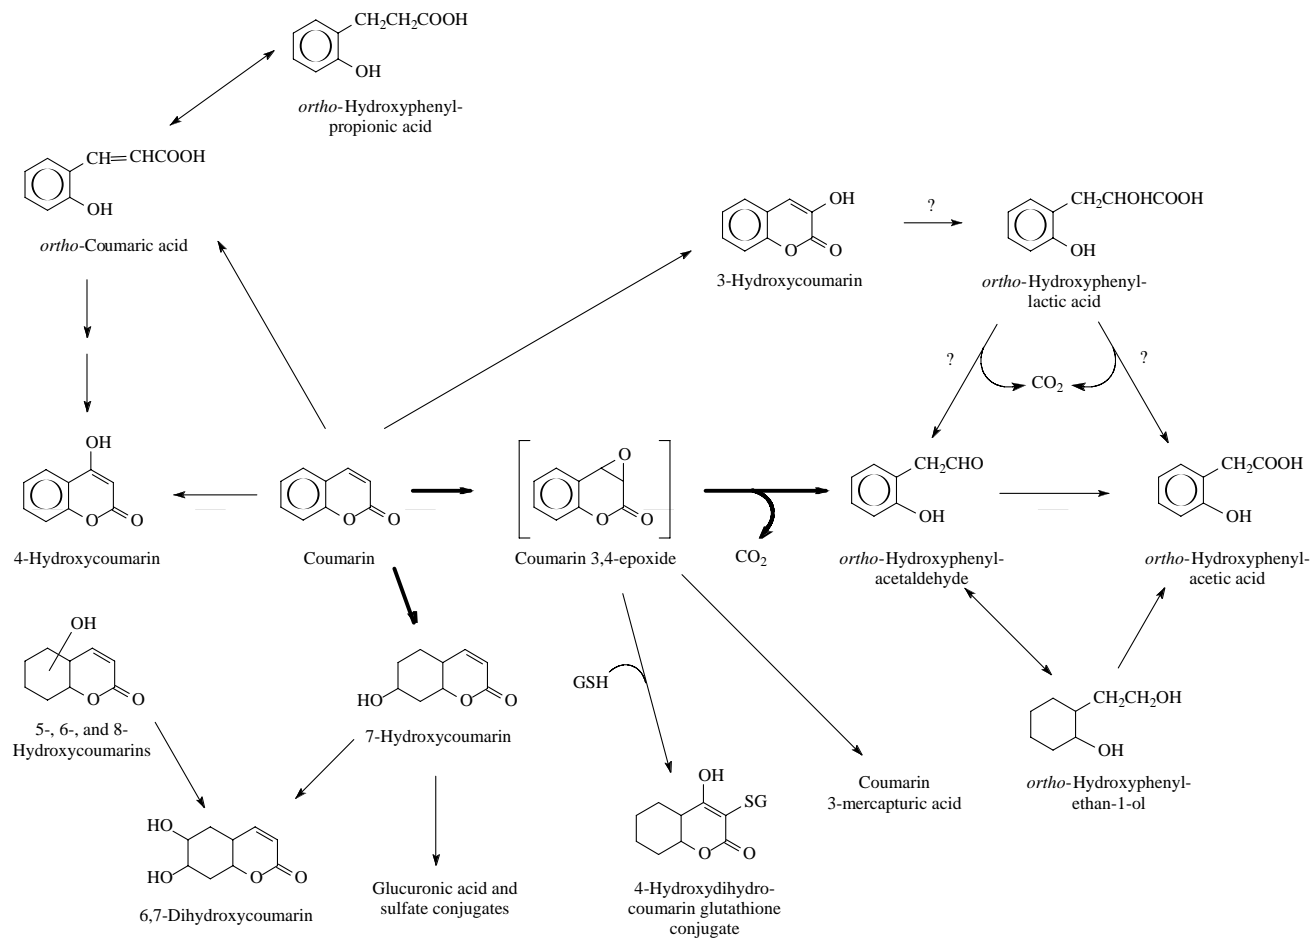 CH2CH2COOH
OH
ortho-Hydroxyphenyl-
propionic acid
CH=CHCOOH
OH
ortho-Coumaric acid
OH
O
O
3-Hydroxycoumarin
?
CH2CHOHCOOH
OH
ortho-Hydroxyphenyl-
lactic acid
?
CO2
?
OH
O
O
4-Hydroxycoumarin
O
O
Coumarin
O
O
O
Coumarin 3,4-epoxide
CO2
CH2CHO
OH
ortho-Hydroxyphenyl-
acetaldehyde
CH2COOH
OH
ortho-Hydroxyphenyl-
acetic acid
OH
O
O
5-, 6-, and 8-
Hydroxycoumarins
HO
O
O
7-Hydroxycoumarin
GSH
OH
SG
O
O
4-Hydroxydihydro-
coumarin glutathione
conjugate
Coumarin
3-mercapturic acid
CH2CH2OH
OH
ortho-Hydroxyphenyl-
ethan-1-ol
HO
HO
O
O
6,7-Dihydroxycoumarin
Glucuronic acid and
sulfate conjugates